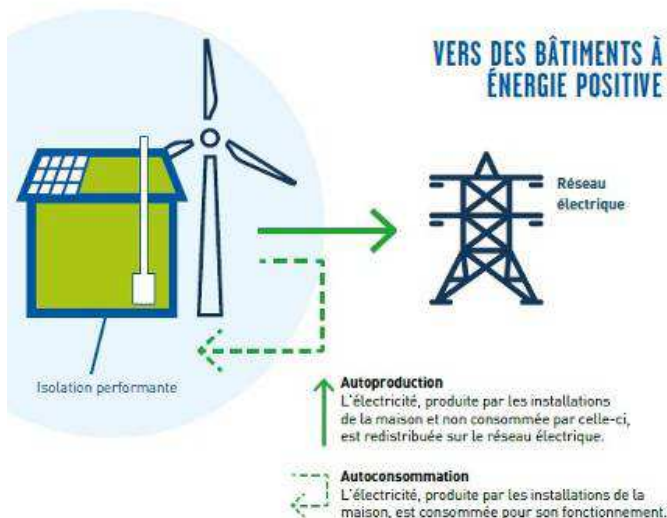 VERS DES BÂTIMENTS À
ÉNERGIE POSITIVE
Réseau
électrique
Isolation performante
Autoproduction
L'électricité, produite par les installations
de la maison et non consommée par celle-ci,
est redistribuée sur le réseau électrique.
Autoconsommation
L'électricité, produite par les installations de la
maison, est consommée pour son fonctionnement.